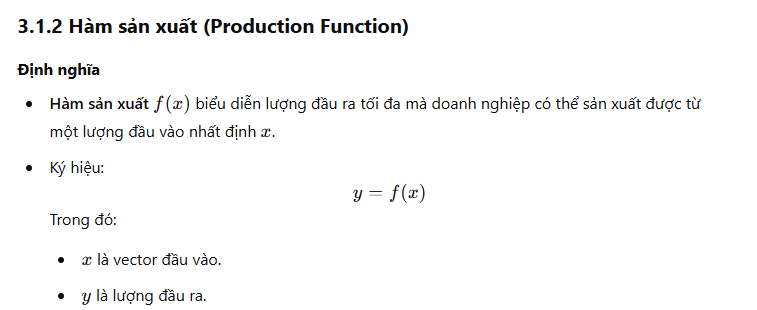 3.1.2 Hàm sản xuất (Production Function)
Định nghĩa
• Hàm sản xuất f(x) biểu diễn lượng đầu ra tối đa mà doanh nghiệp có thể sản xuất được từ
một lượng đầu vào nhất định x.
• Ký hiệu:
y = f(x)
Trong đó:
• x là vector đầu vào.
• y là lượng đầu ra.